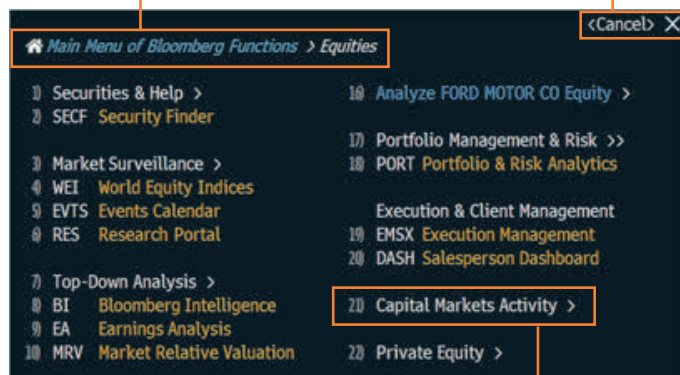 <Cancel> X
Main Menu of Bloomberg Functions > Equities
1) Securities & Help >
2) SECF Security Finder
3) Market Surveillance >
4) WEI World Equity Indices
5) EVTS Events Calendar
6) RES Research Portal
7) Top-Down Analysis >
8) BI Bloomberg Intelligence
9) EA Earnings Analysis
10) MRV Market Relative Valuation
16) Analyze FORD MOTOR CO Equity >
17) Portfolio Management & Risk >>
18) PORT Portfolio & Risk Analytics
Execution & Client Management
19) EMSX Execution Management
20) DASH Salesperson Dashboard
21) Capital Markets Activity >
22) Private Equity >